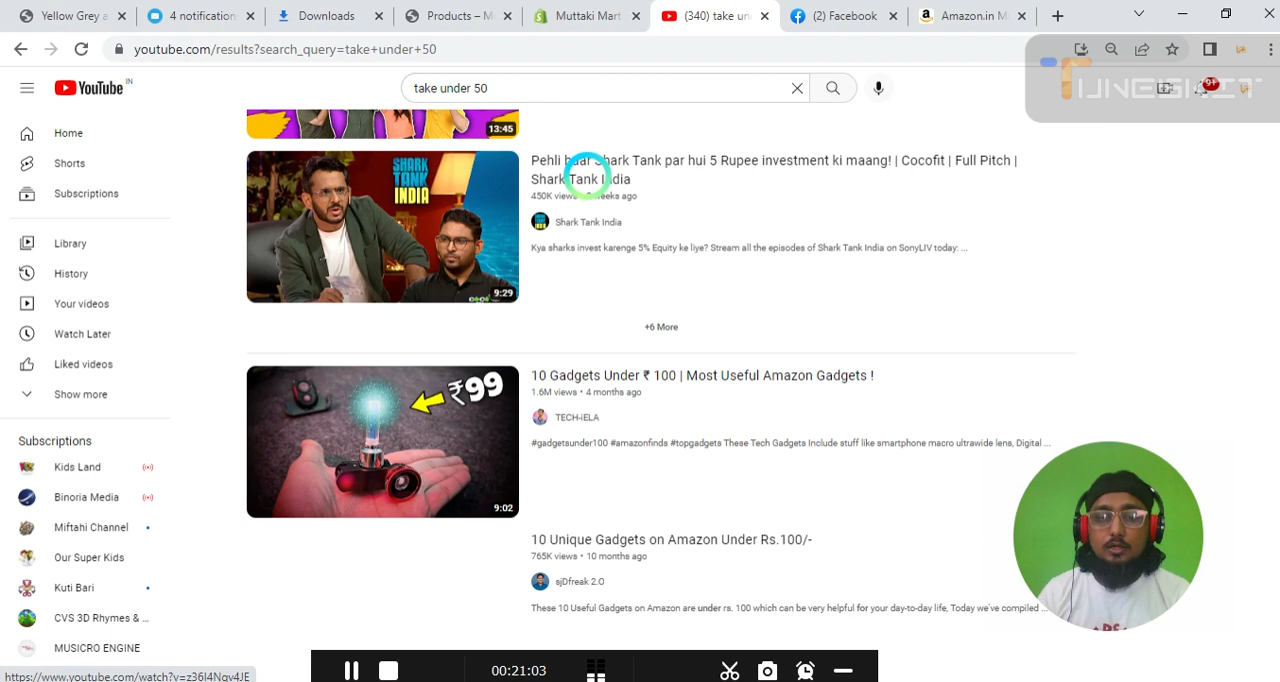 Yellow Grey a
4 notification
Downloads
Products – M
Muttaki Mart
(340) take un
(2) Facebook
Amazon.in M
youtube.com/results?search_query=take+under+50
TUNESKIT
YouTube IN
take under 50
9+
Home
Shorts
Subscriptions
Library
History
Your videos
Watch Later
Liked videos
Show more
Subscriptions
Kids Land
Binoria Media
Miftahi Channel
Our Super Kids
Kuti Bari
CVS 3D Rhymes & ...
MUSICRO ENGINE
13:45
SHARK
TANK
INDIA
9:29
Pehli baar Shark Tank par hui 5 Rupee investment ki maang! | Cocofit | Full Pitch |
Shark Tank India
450K views weeks ago
Shark Tank India
Kya sharks invest karenge 5% Equity ke liye? Stream all the episodes of Shark Tank India on SonyLIV today: ...
+6 More
₹99
9:02
10 Gadgets Under ₹ 100 | Most Useful Amazon Gadgets !
1.6M views • 4 months ago
TECH-iELA
#gadgetsunder100 #amazonfinds #topgadgets These Tech Gadgets Include stuff like smartphone macro ultrawide lens, Digital ...
10 Unique Gadgets on Amazon Under Rs.100/-
765K views • 10 months ago
sjDfreak 2.O
These 10 Useful Gadgets on Amazon are under rs. 100 which can be very helpful for your day-to-day life, Today we've compiled ...
00:21:03
https://www.youtube.com/watch?v=z36I4Nqv4JE